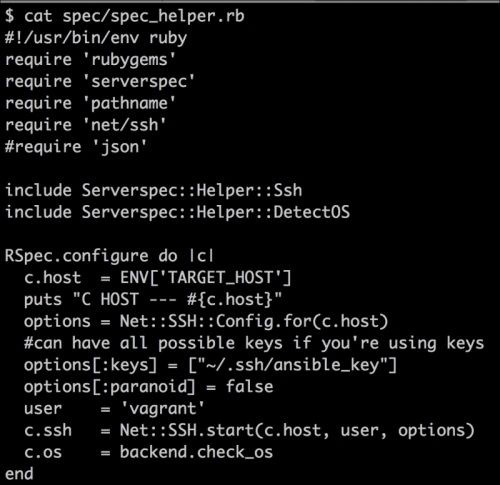 $ cat spec/spec_helper.rb
#!/usr/bin/env ruby
require 'rubygems'
require 'serverspec'
require 'pathname'
require 'net/ssh'
#require 'json'

include Serverspec::Helper::Ssh
include Serverspec::Helper::DetectOS

RSpec.configure do |c|
  c.host  = ENV['TARGET_HOST']
  puts "C HOST --- #{c.host}"
  options = Net::SSH::Config.for(c.host)
  #can have all possible keys if you're using keys
  options[:keys] = ["~/.ssh/ansible_key"]
  options[:paranoid] = false
  user    = 'vagrant'
  c.ssh   = Net::SSH.start(c.host, user, options)
  c.os    = backend.check_os
end